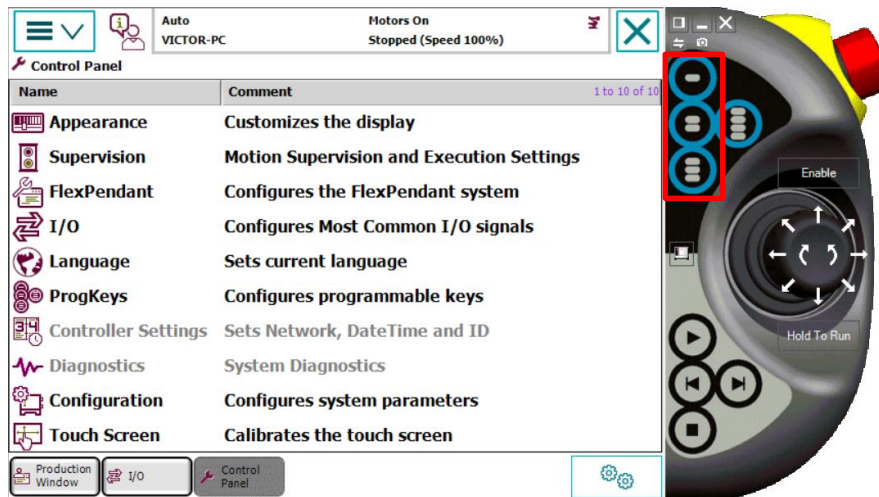 Auto
VICTOR-PC
Motors On
Stopped (Speed 100%)
Control Panel
Name Comment 1 to 10 of 10
Appearance Customizes the display
Supervision Motion Supervision and Execution Settings
FlexPendant Configures the FlexPendant system
I/O Configures Most Common I/O signals
Language Sets current language
ProgKeys Configures programmable keys
Controller Settings Sets Network, DateTime and ID
Diagnostics System Diagnostics
Configuration Configures system parameters
Touch Screen Calibrates the touch screen
Production
Window
I/O
Control
Panel
Enable
Hold To Run